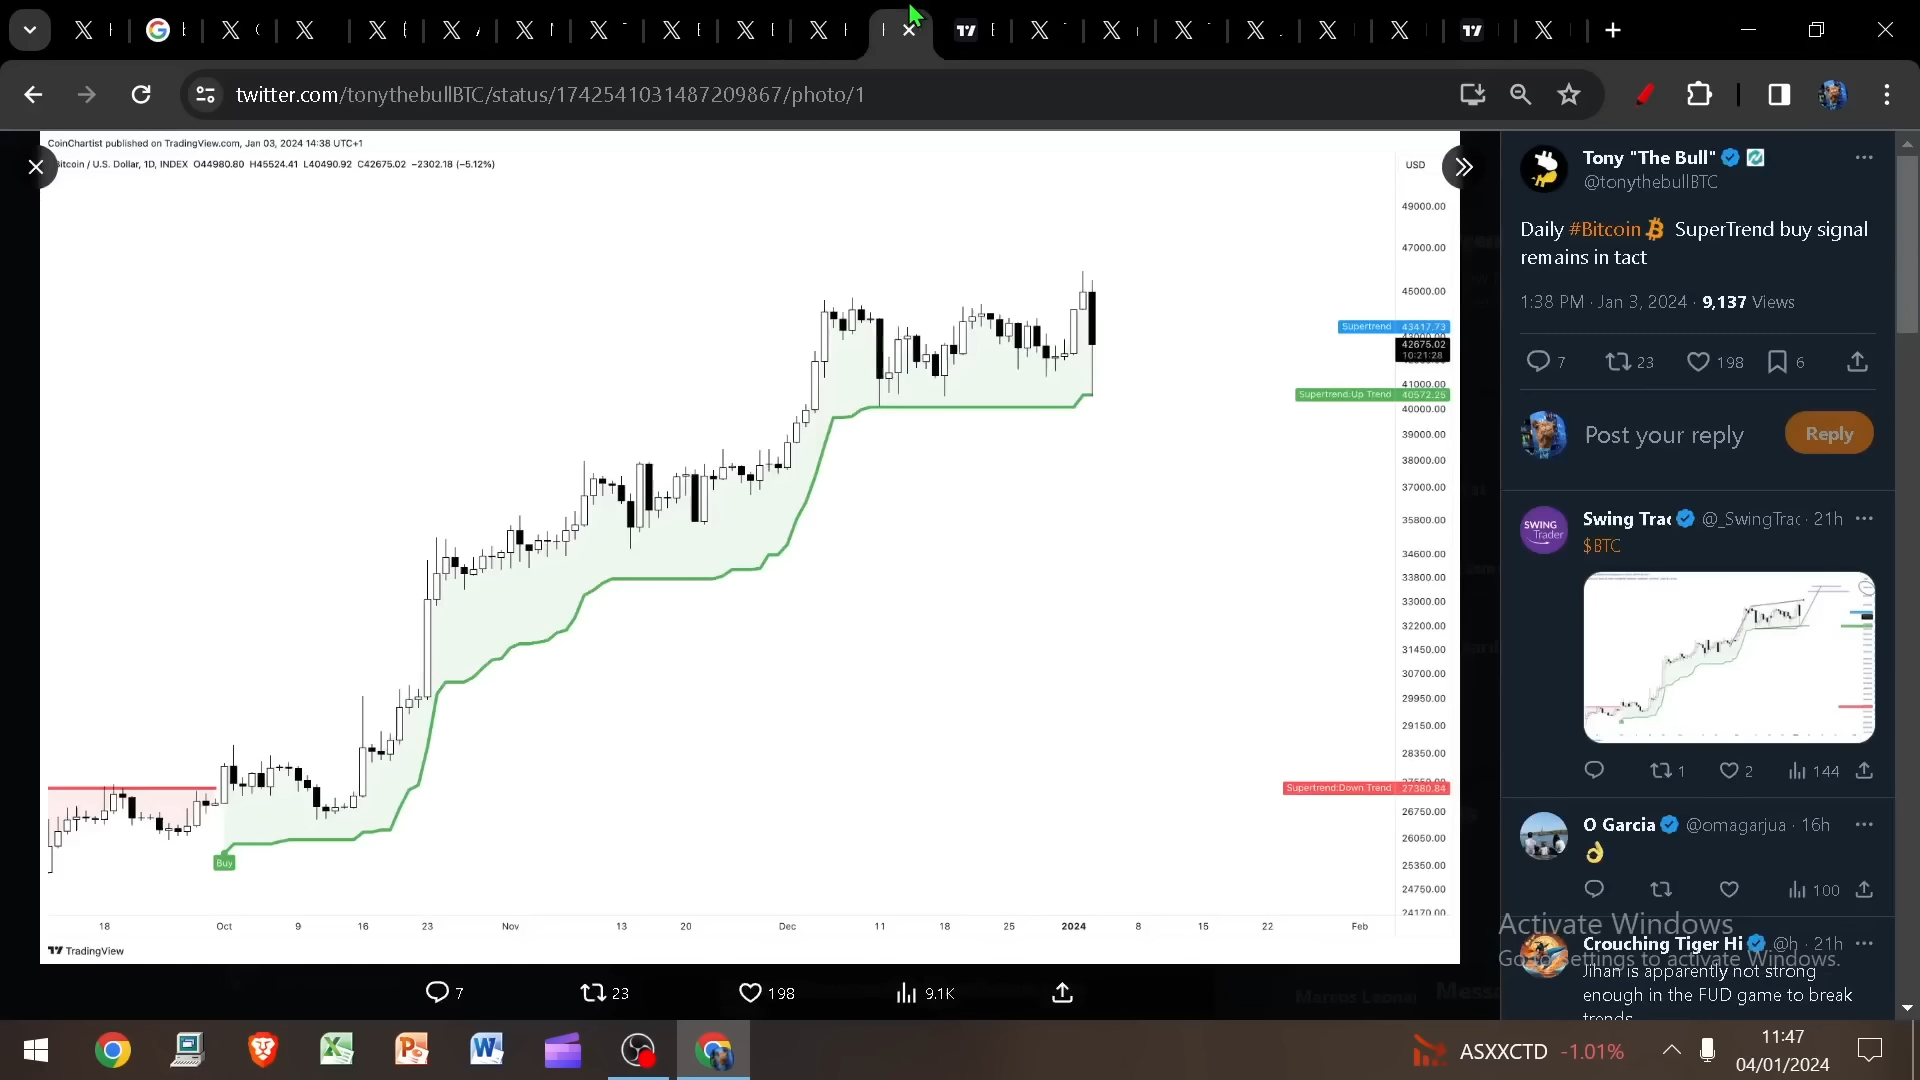 twitter.com/tonythebullBTC/status/1742541031487209867/photo/1
CoinChartist published on TradingView.com, Jan 03, 2024 14:38 UTC+1
Bitcoin / U.S. Dollar, 1D, INDEX O44980.80 H45524.41 L40490.92 C42675.02 −2302.18 (−5.12%)
USD
49000.00
47000.00
45000.00
Supertrend 43417.73
42675.02
10:21:28
41000.00
Supertrend:Up Trend 40572.25
40000.00
39000.00
38000.00
37000.00
35800.00
34600.00
33800.00
33000.00
32200.00
31450.00
30700.00
29950.00
29150.00
28350.00
Supertrend:Down Trend 27380.84
26750.00
26050.00
25350.00
24750.00
24170.00
Buy
18 Oct 9 16 23 Nov 13 20 Dec 11 18 25 2024 8 15 22 Feb
TradingView
7 23 198 9.1K
Tony "The Bull"
@tonythebullBTC
Daily #Bitcoin SuperTrend buy signal
remains in tact
1:38 PM · Jan 3, 2024 · 9,137 Views
7 23 198 6
Post your reply Reply
SWING
Trader
Swing Trac @_SwingTrac · 21h
$BTC
1 2 144
O Garcia @omagarjua · 16h
👌
100
Activate Windows
Go to Settings to activate Windows.
Crouching Tiger Hi @h · 21h
Jihan is apparently not strong
enough in the FUD game to break
trends
ASXXCTD -1.01%
11:47
04/01/2024